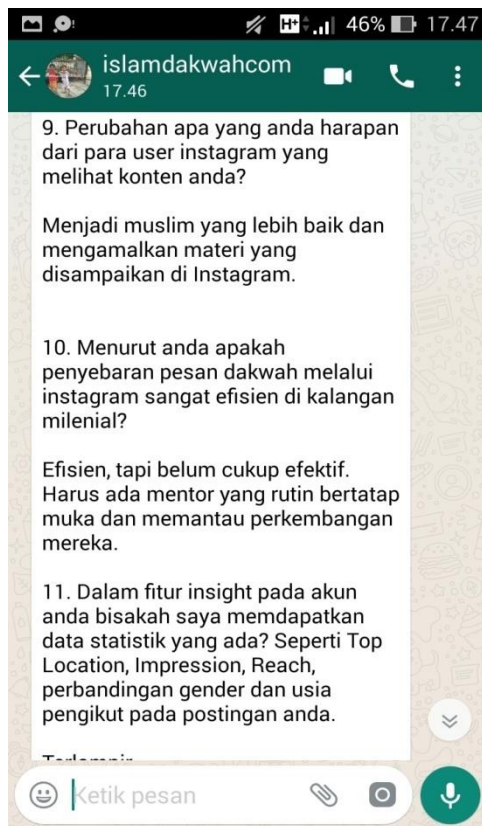 H+ 46% 17.47
islamdakwahcom
17.46
9. Perubahan apa yang anda harapan
dari para user instagram yang
melihat konten anda?
Menjadi muslim yang lebih baik dan
mengamalkan materi yang
disampaikan di Instagram.
10. Menurut anda apakah
penyebaran pesan dakwah melalui
instagram sangat efisien di kalangan
milenial?
Efisien, tapi belum cukup efektif.
Harus ada mentor yang rutin bertatap
muka dan memantau perkembangan
mereka.
11. Dalam fitur insight pada akun
anda bisakah saya memdapatkan
data statistik yang ada? Seperti Top
Location, Impression, Reach,
perbandingan gender dan usia
pengikut pada postingan anda.
Ketik pesan